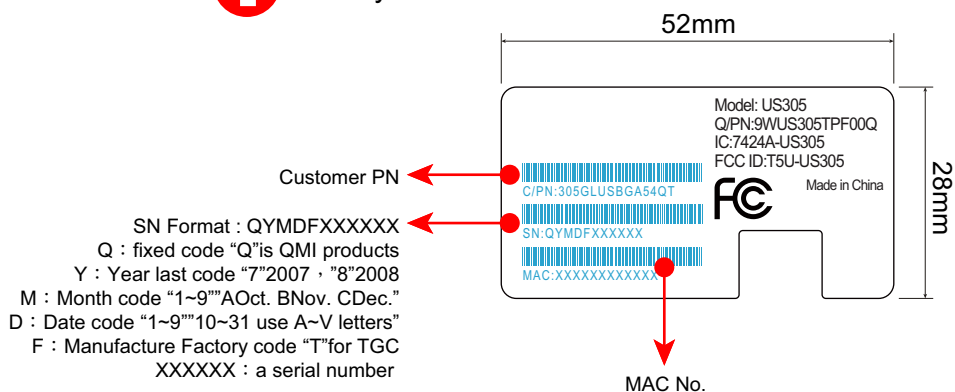 52mm
Model: US305
Q/PN:9WUS305TPF00Q
IC:7424A-US305
FCC ID:T5U-US305
FC
Made in China
28mm
Customer PN
C/PN:305GLUSBGA54QT
SN Format : QYMDFXXXXXX
SN:QYMDFXXXXXX
Q：fixed code “Q”is QMI products
Y：Year last code “7”2007，”8”2008
M：Month code “1~9””AOct. BNov. CDec.”
D：Date code “1~9””10~31 use A~V letters”
F：Manufacture Factory code “T”for TGC
XXXXXX：a serial number
MAC:XXXXXXXXXXXX
MAC No.